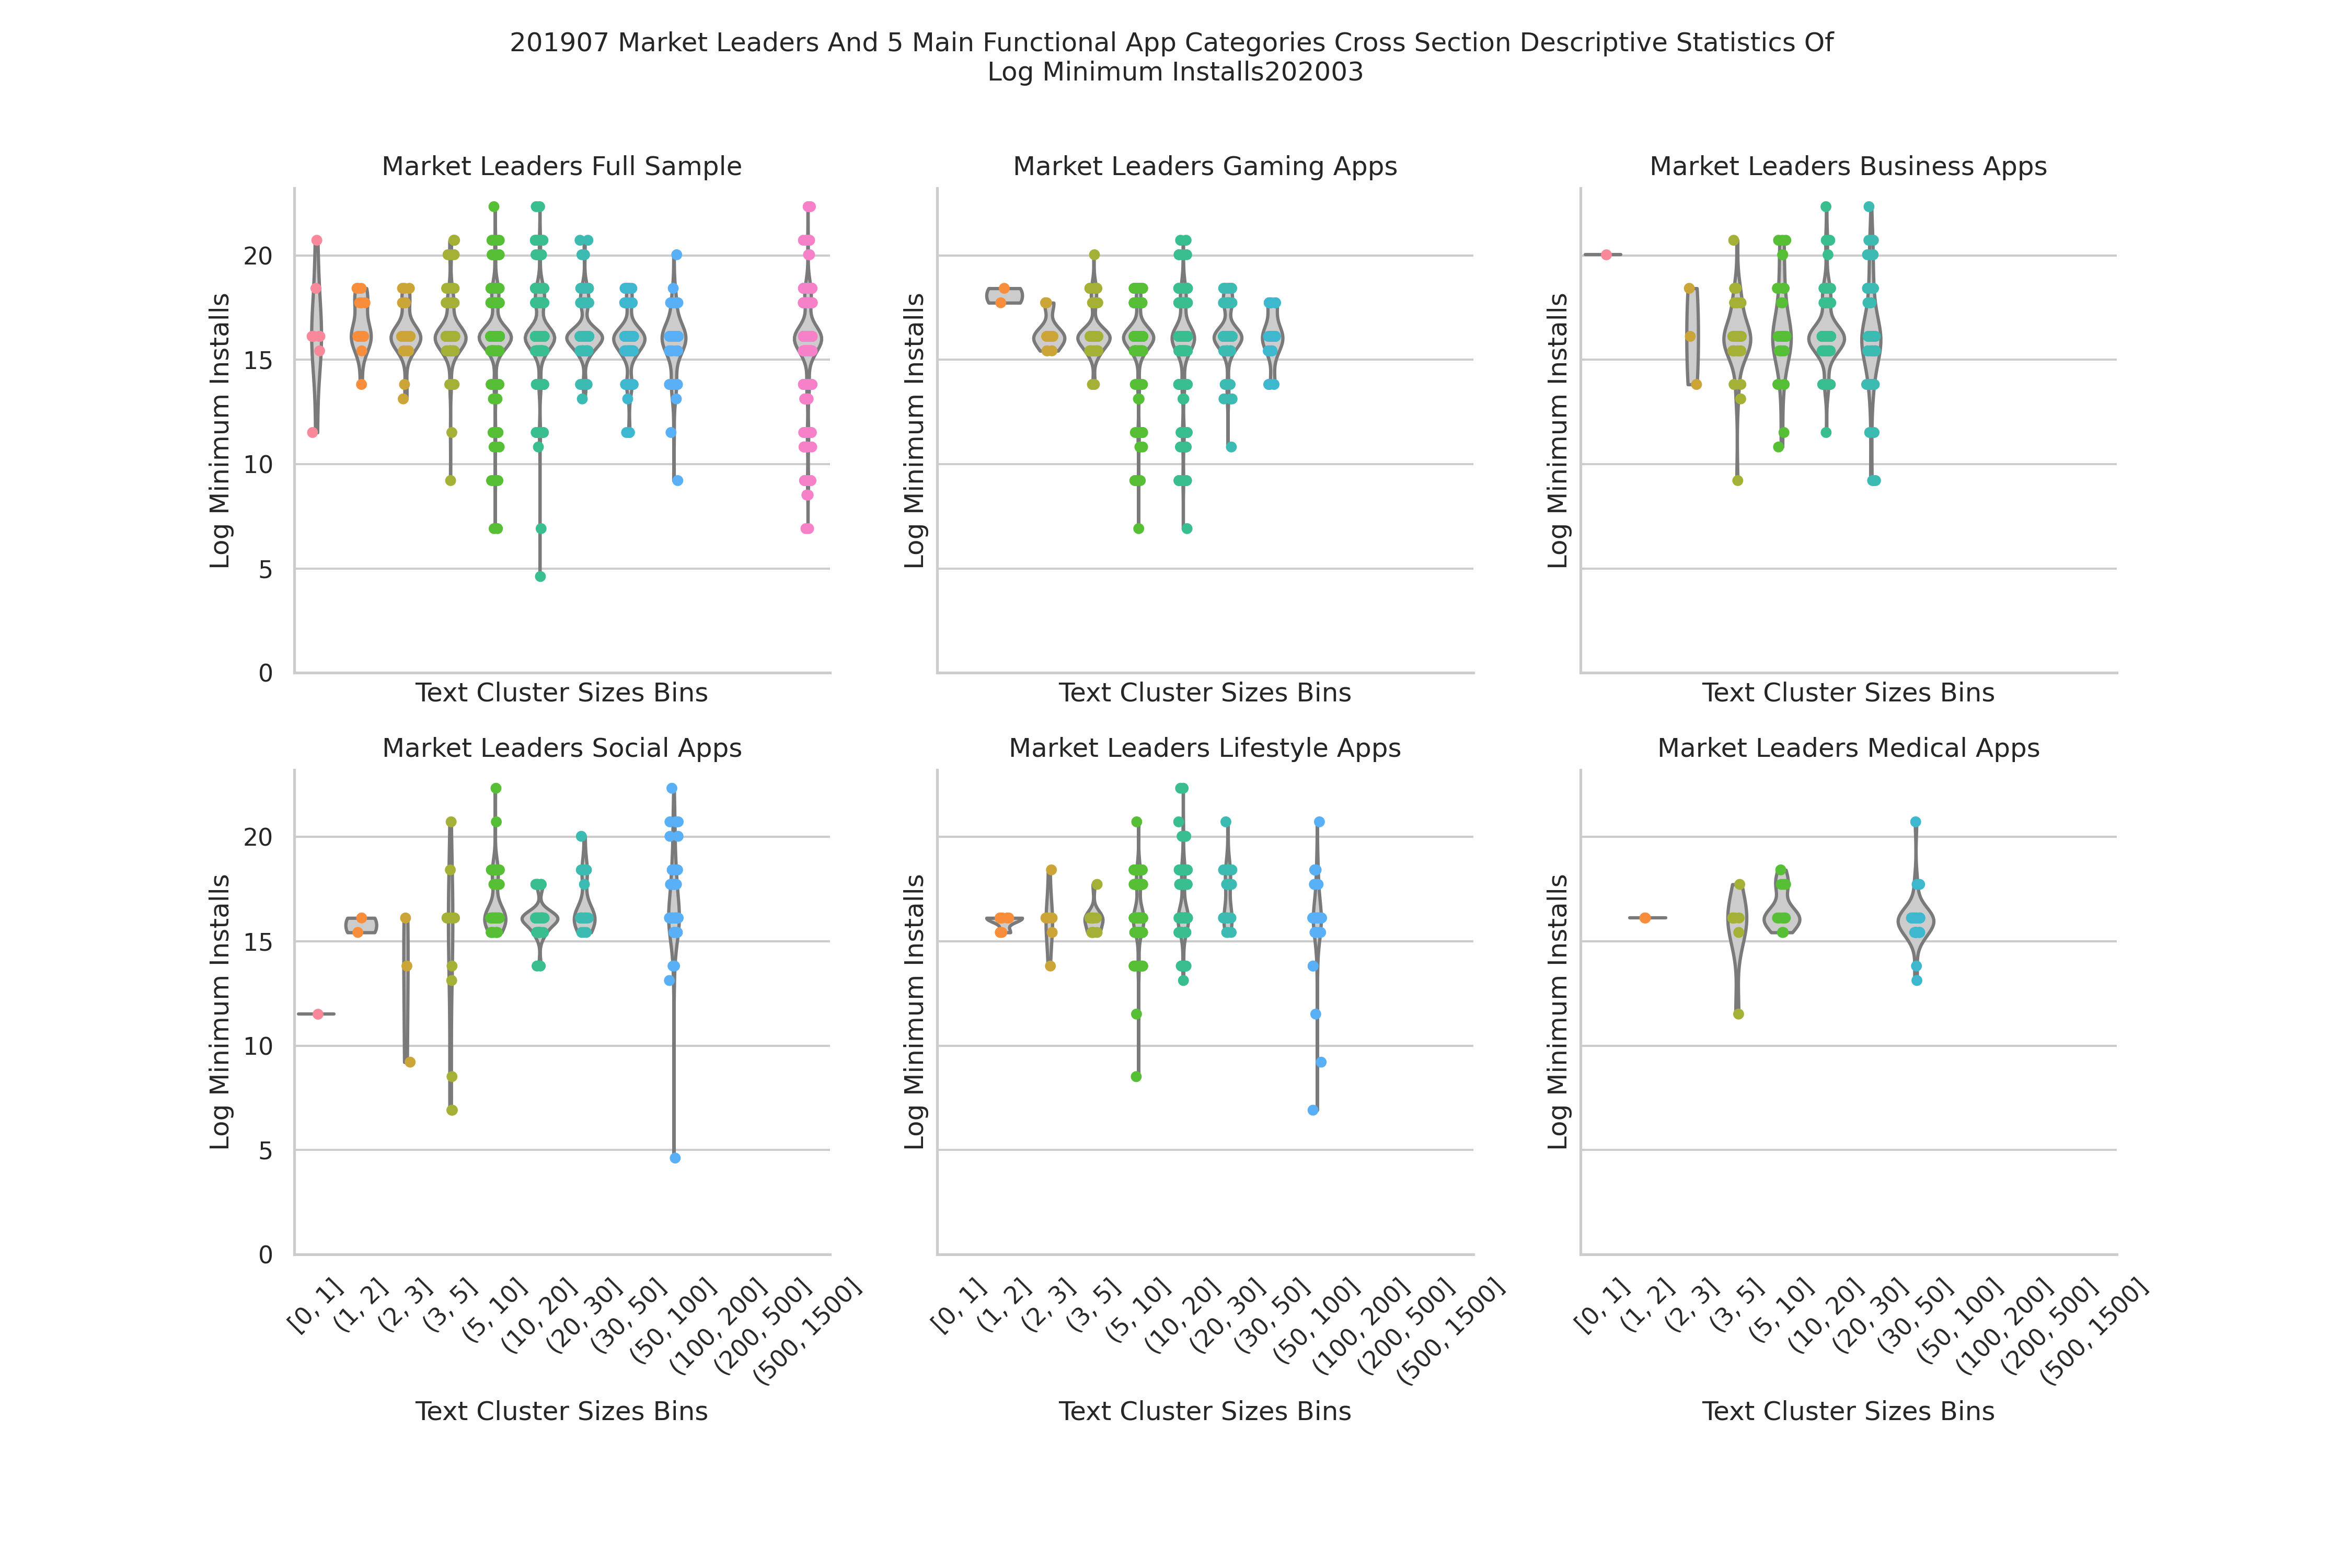 201907 Market Leaders And 5 Main Functional App Categories Cross Section Descriptive Statistics Of
Log Minimum Installs202003
Market Leaders Full Sample
Market Leaders Gaming Apps
Market Leaders Business Apps
Log Minimum Installs
20
15
10
5
0
Log Minimum Installs
Log Minimum Installs
Text Cluster Sizes Bins
Text Cluster Sizes Bins
Text Cluster Sizes Bins
Market Leaders Social Apps
Market Leaders Lifestyle Apps
Market Leaders Medical Apps
Log Minimum Installs
20
15
10
5
0
Log Minimum Installs
Log Minimum Installs
[0, 1]
(1, 2]
(2, 3]
(3, 5]
(5, 10]
(10, 20]
(20, 30]
(30, 50]
(50, 100]
(100, 200]
(200, 500]
(500, 1500]
[0, 1]
(1, 2]
(2, 3]
(3, 5]
(5, 10]
(10, 20]
(20, 30]
(30, 50]
(50, 100]
(100, 200]
(200, 500]
(500, 1500]
[0, 1]
(1, 2]
(2, 3]
(3, 5]
(5, 10]
(10, 20]
(20, 30]
(30, 50]
(50, 100]
(100, 200]
(200, 500]
(500, 1500]
Text Cluster Sizes Bins
Text Cluster Sizes Bins
Text Cluster Sizes Bins